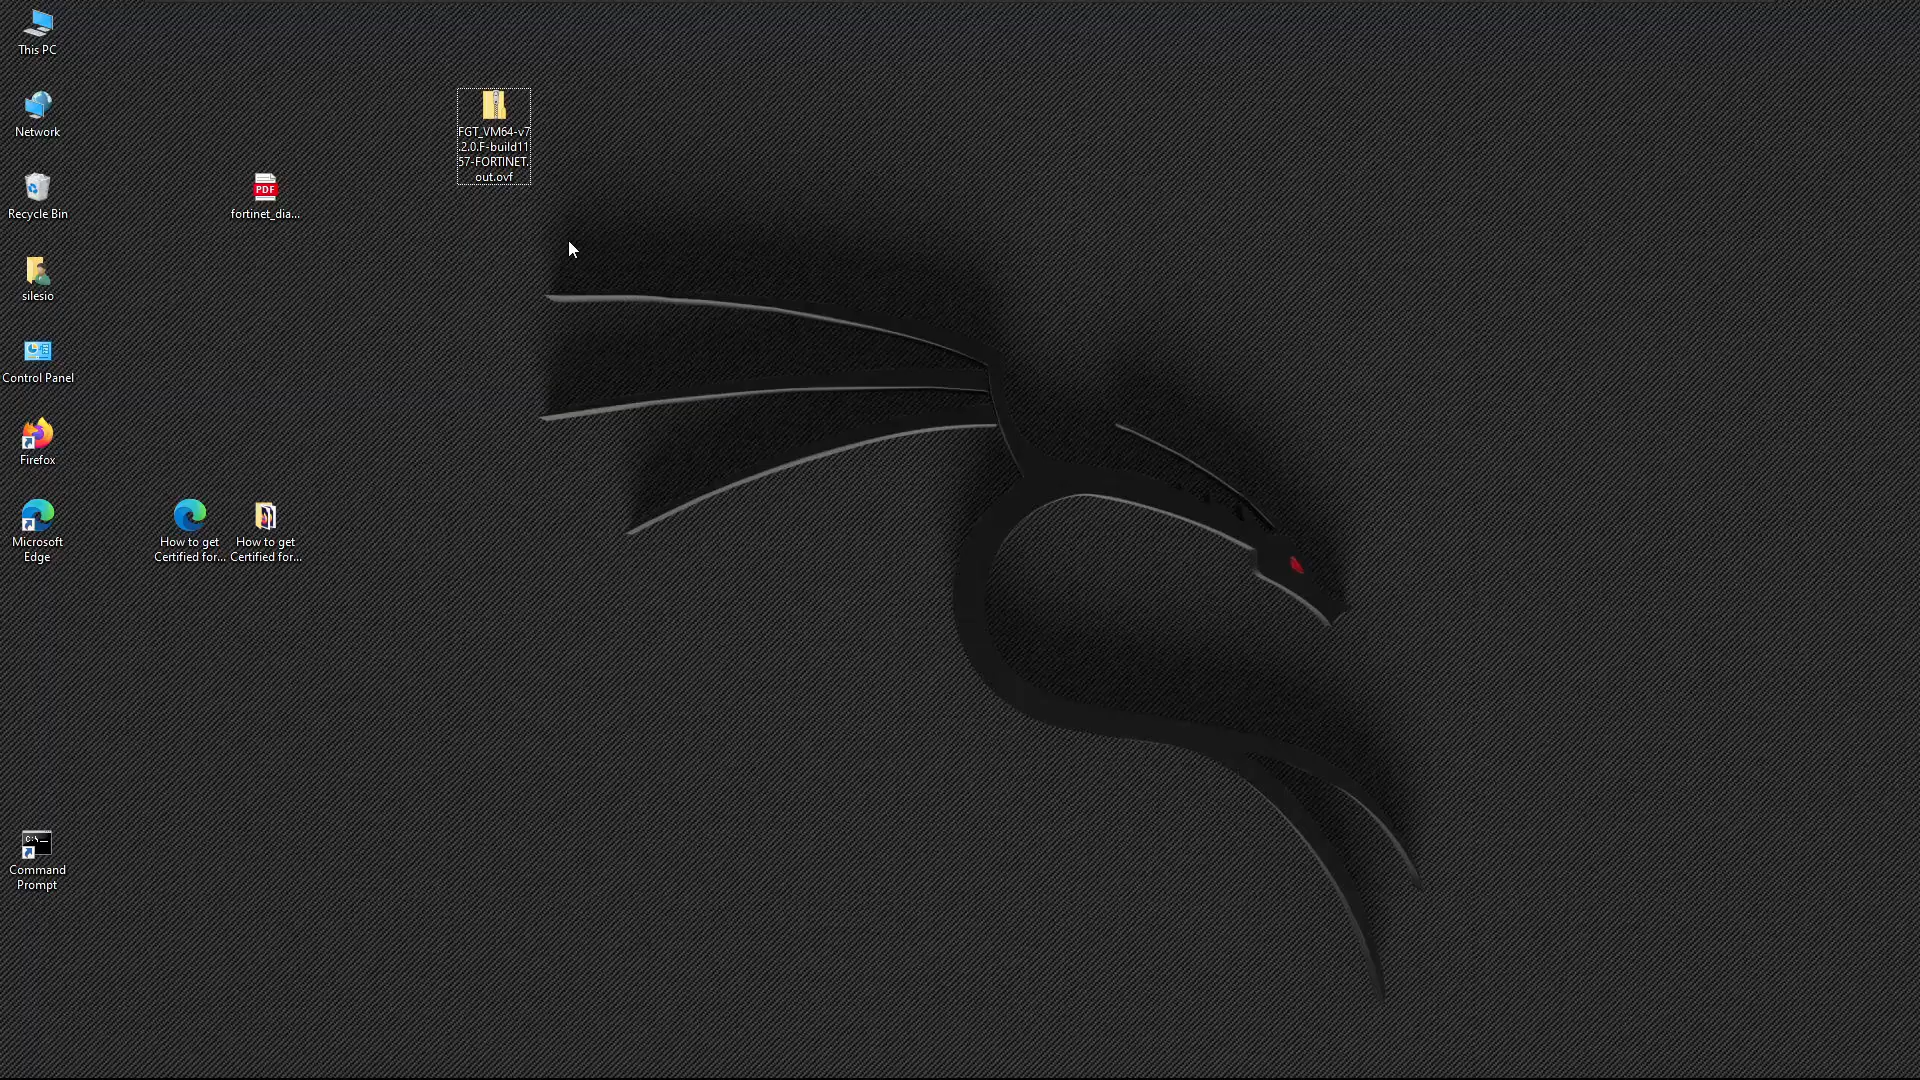 This PC
Network
Recycle Bin
silesio
Control Panel
Firefox
Microsoft
Edge
Command
Prompt
PDF
fortinet_dia...
How to get
Certified for...
How to get
Certified for...
FGT_VM64-v7
.2.0.F-build11
57-FORTINET.
out.ovf